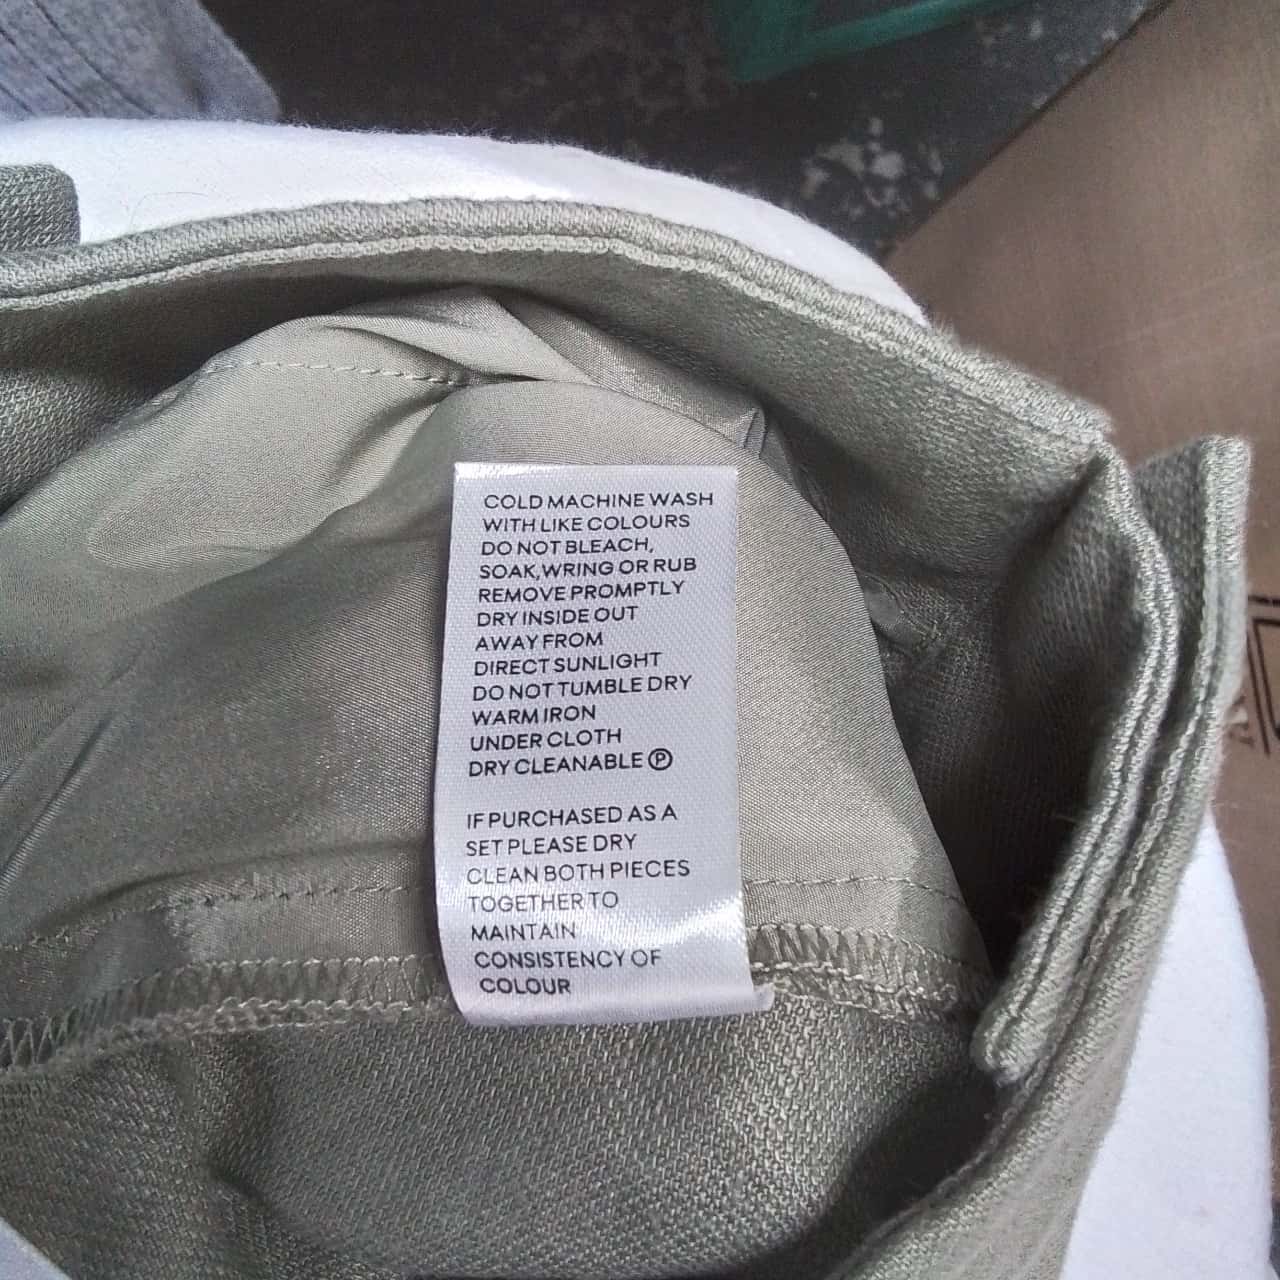 COLD MACHINE WASH
WITH LIKE COLOURS
DO NOT BLEACH,
SOAK, WRING OR RUB
REMOVE PROMPTLY
DRY INSIDE OUT
AWAY FROM
DIRECT SUNLIGHT
DO NOT TUMBLE DRY
WARM IRON
UNDER CLOTH
DRY CLEANABLE Ⓟ
IF PURCHASED AS A
SET PLEASE DRY
CLEAN BOTH PIECES
TOGETHER TO
MAINTAIN
CONSISTENCY OF
COLOUR